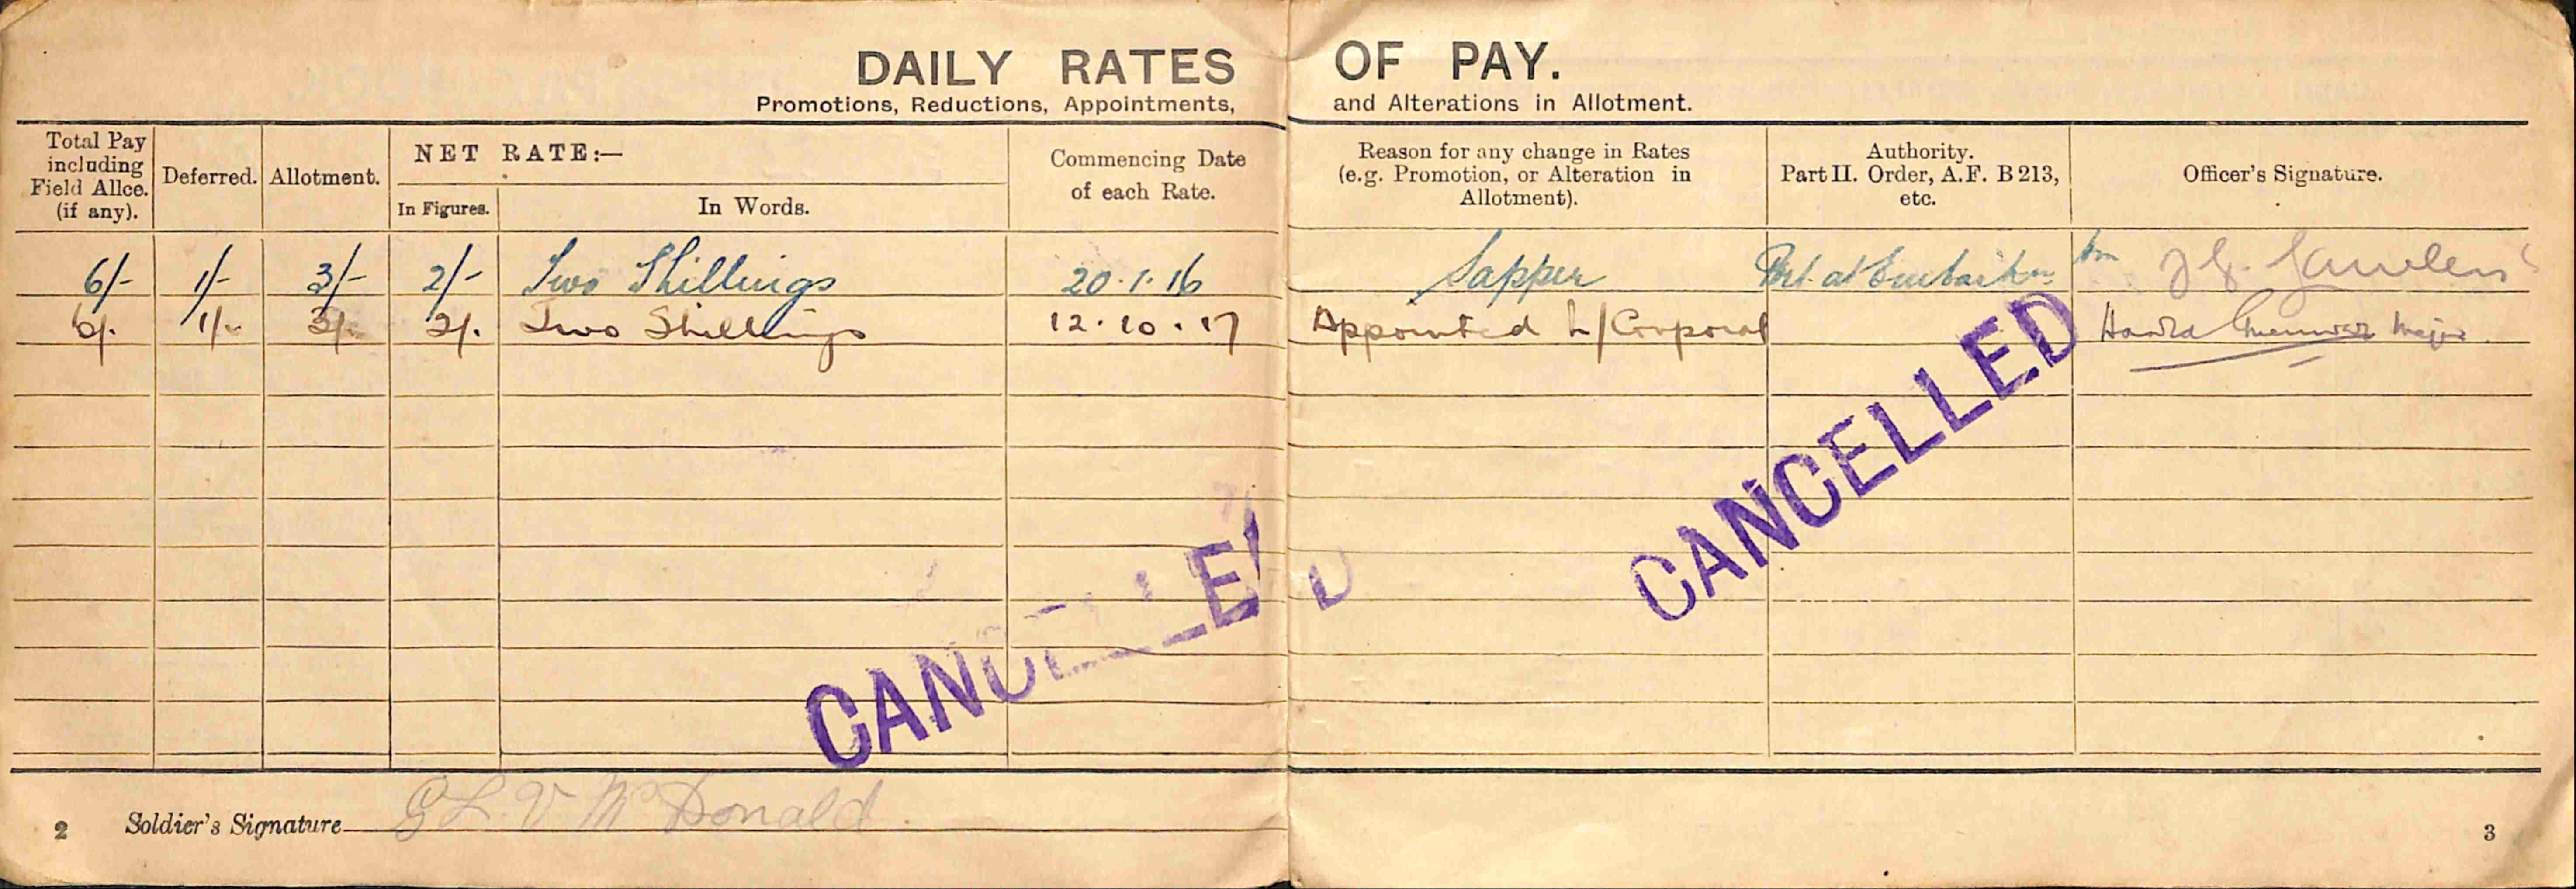 DAILY RATES OF PAY.
Promotions, Reductions, Appointments, and Alterations in Allotment.
Total Pay including Field Allce. (if any).
Deferred.
Allotment.
NET RATE:—
In Figures.
In Words.
Commencing Date of each Rate.
Reason for any change in Rates (e.g. Promotion, or Alteration in Allotment).
Authority. Part II. Order, A.F. B 213, etc.
Officer's Signature.
6/- 1/- 3/- 2/- Two Shillings 20.1.16 Sapper
6/. 1/- 3/- 2/. Two Shillings 12.10.17 Appointed L/Corporal Major
CANCELLED
CANCELLED
2 Soldier's Signature G L. V McDonald
3